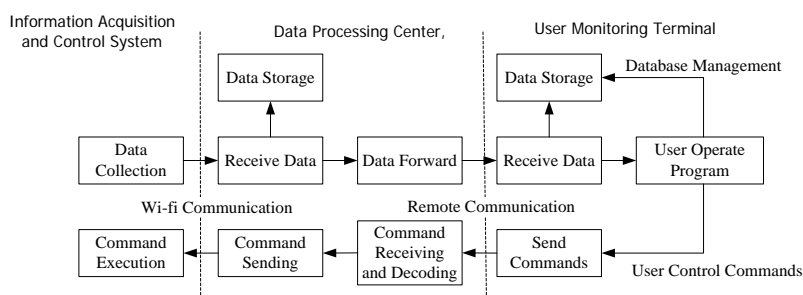 Information Acquisition
and Control System
Data Processing Center,
User Monitoring Terminal
Data Storage
Data Storage
Database Management
Data
Collection
Receive Data
Data Forward
Receive Data
User Operate
Program
Wi-fi Communication
Remote Communication
Command
Execution
Command
Sending
Command
Receiving
and Decoding
Send
Commands
User Control Commands